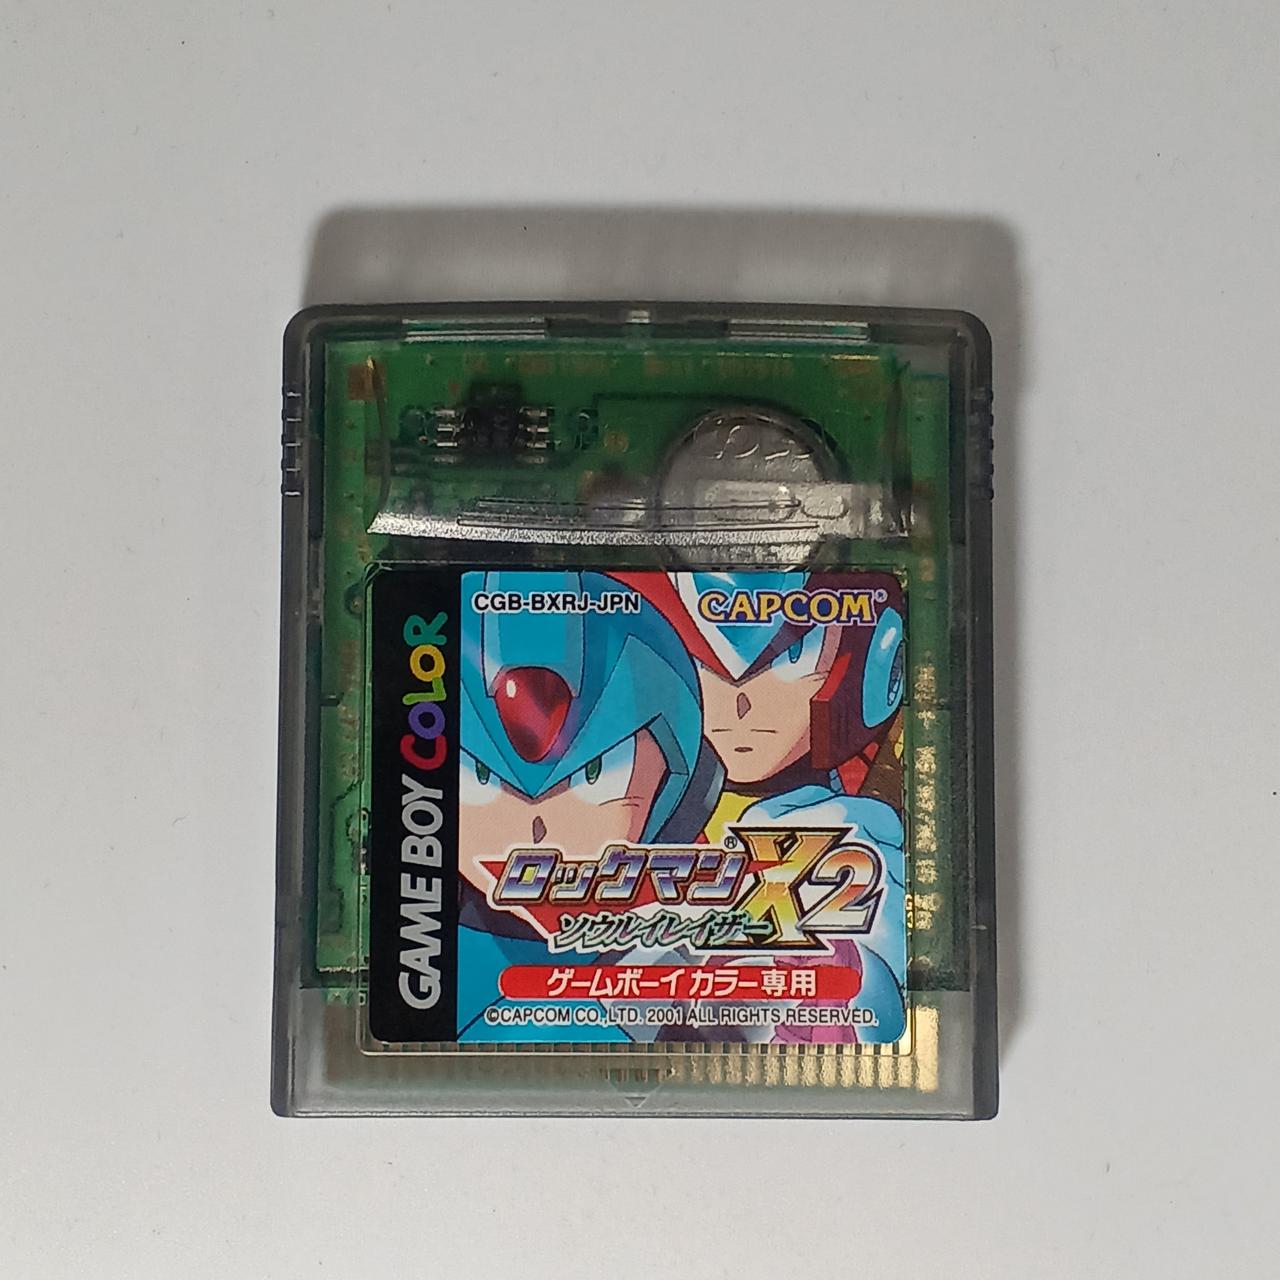 CGB-BXRJ-JPN
CAPCOM®
GAME BOY COLOR
ロックマン®X2
ソウルイレイザー
ゲームボーイカラー専用
©CAPCOM CO.,LTD. 2001 ALL RIGHTS RESERVED.